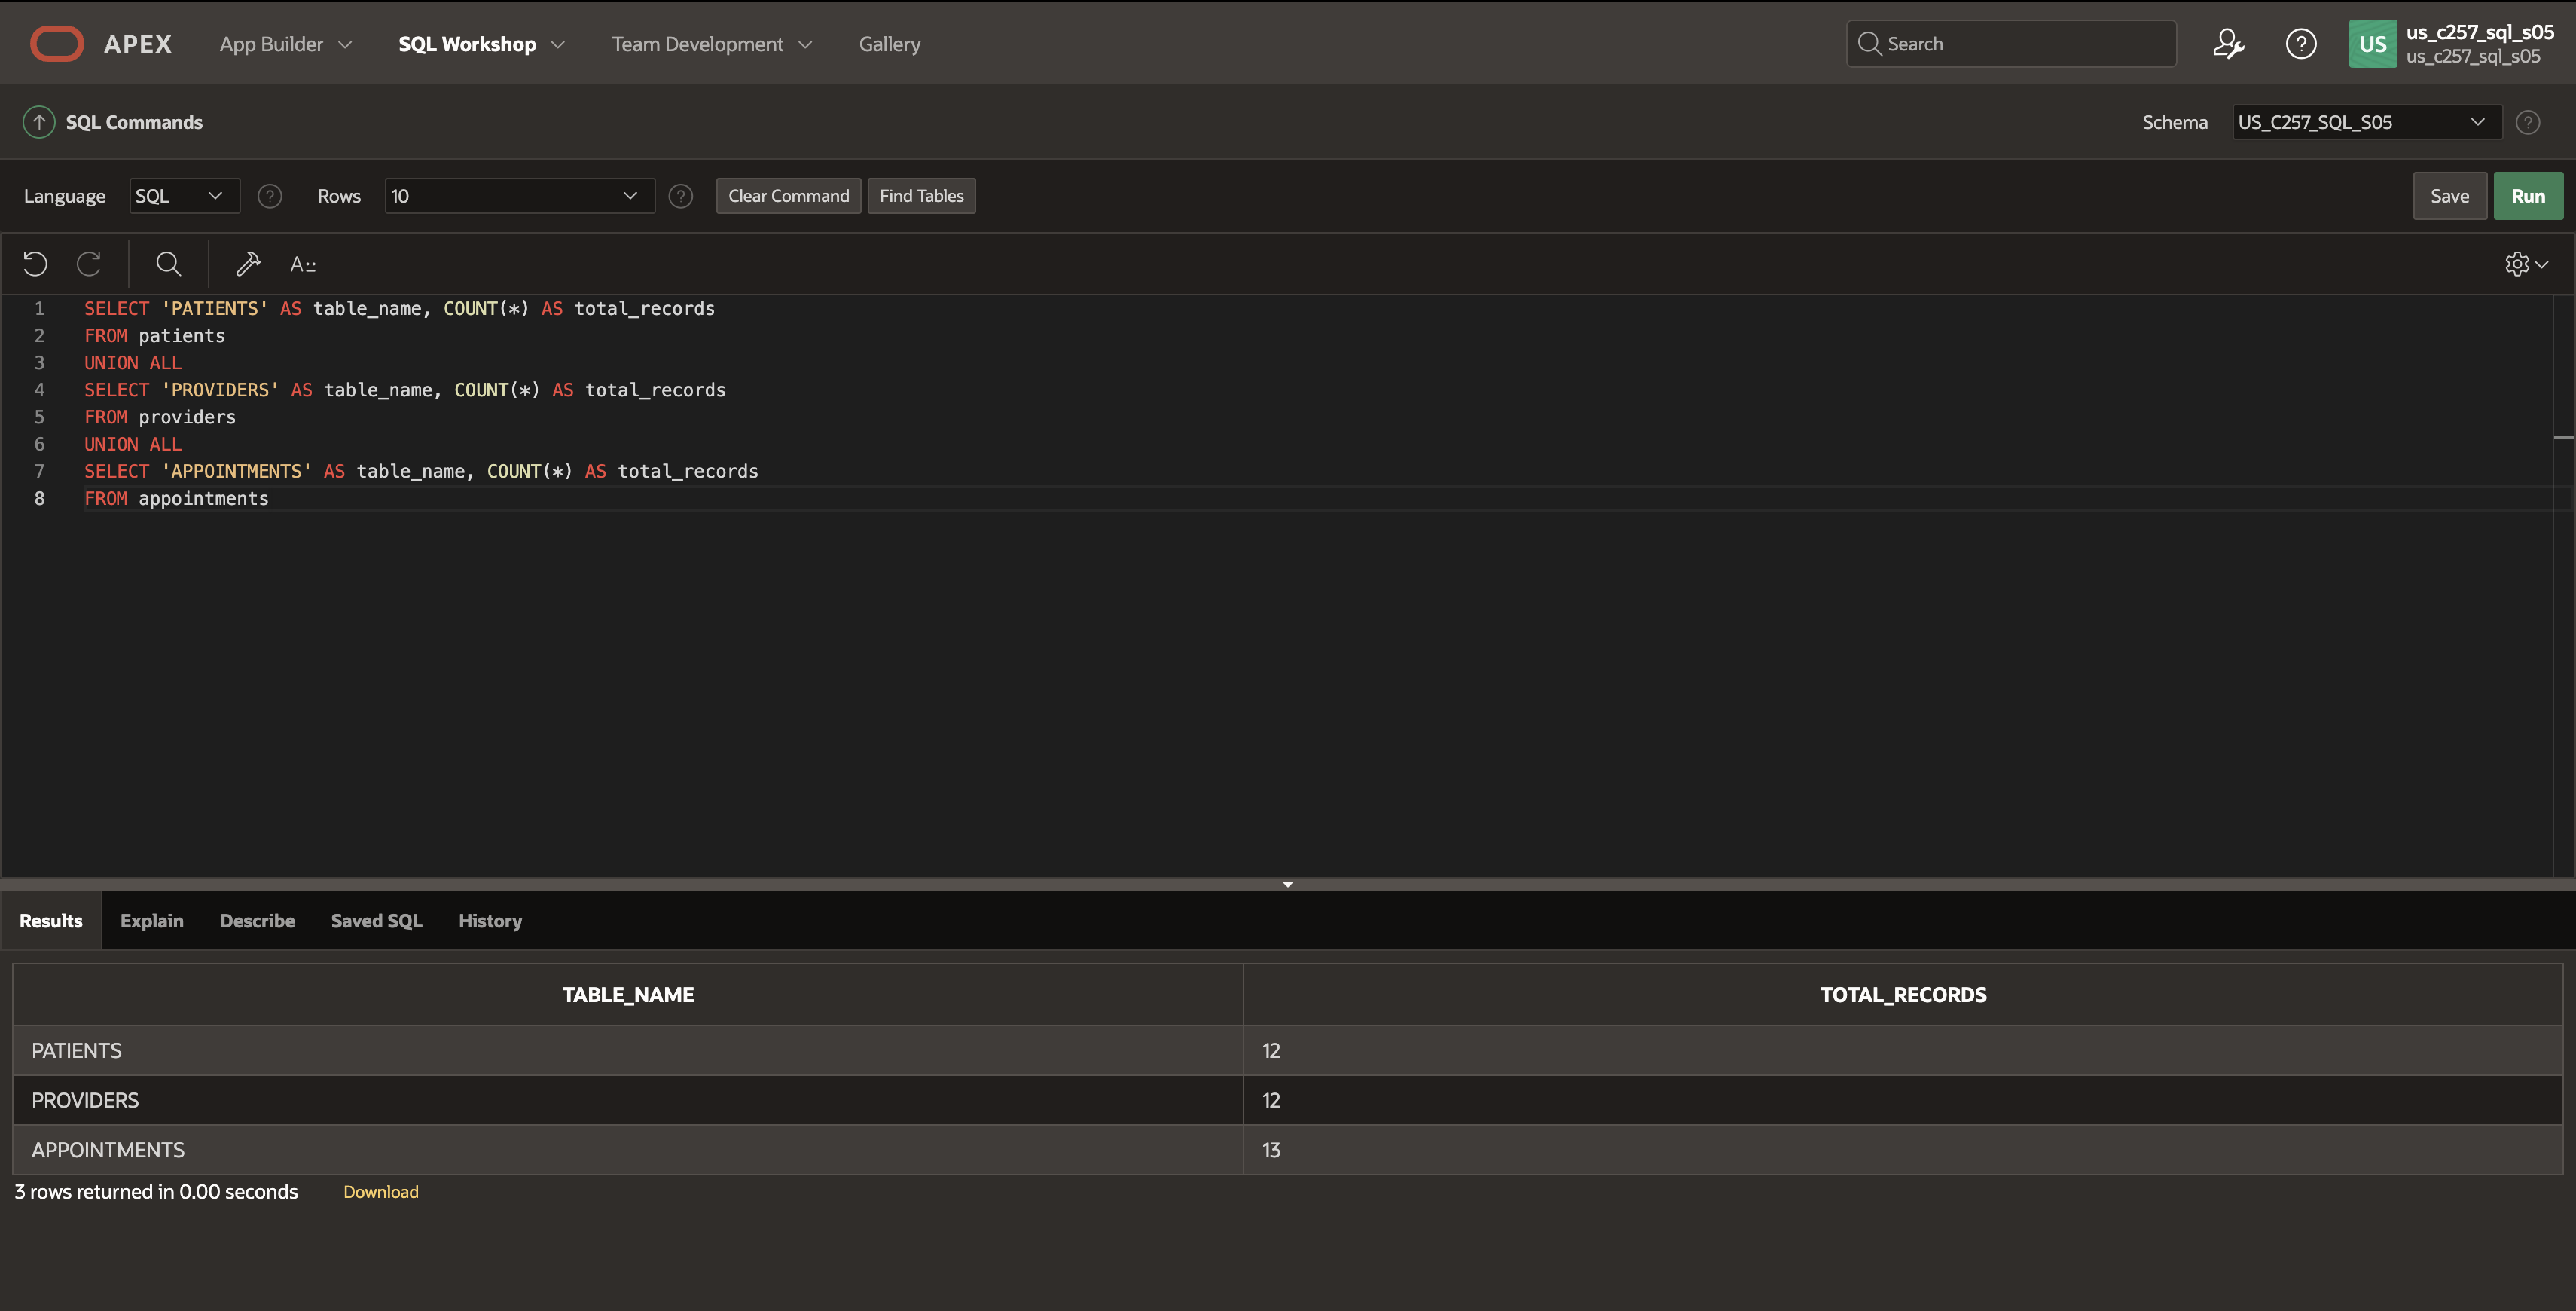 APEX App Builder SQL Workshop Team Development Gallery Search US us_c257_sql_s05
us_c257_sql_s05
SQL Commands Schema US_C257_SQL_S05
Language SQL Rows 10 Clear Command Find Tables Save Run
A::
1 SELECT 'PATIENTS' AS table_name, COUNT(*) AS total_records
2 FROM patients
3 UNION ALL
4 SELECT 'PROVIDERS' AS table_name, COUNT(*) AS total_records
5 FROM providers
6 UNION ALL
7 SELECT 'APPOINTMENTS' AS table_name, COUNT(*) AS total_records
8 FROM appointments
Results Explain Describe Saved SQL History
TABLE_NAME TOTAL_RECORDS
PATIENTS 12
PROVIDERS 12
APPOINTMENTS 13
3 rows returned in 0.00 seconds Download